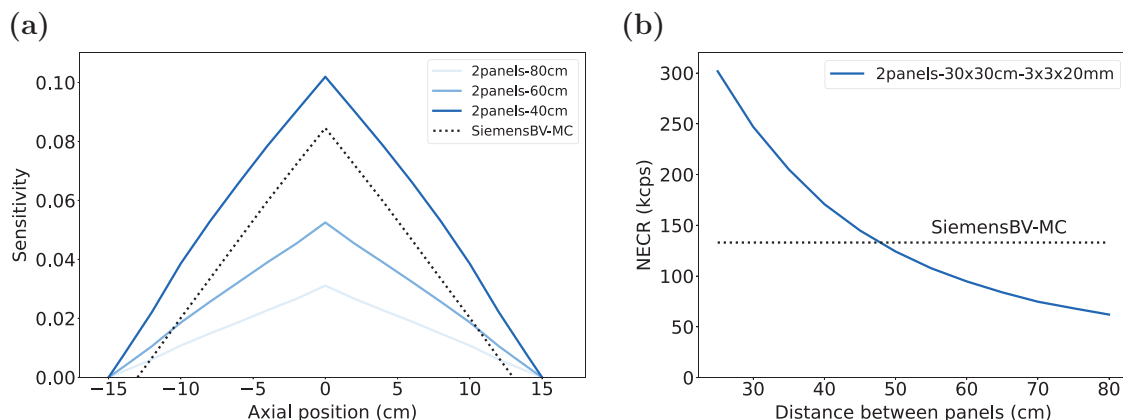 (a)
0.10
0.08
0.06
0.04
0.02
0.00
Sensitivity
−15 −10 −5 0 5 10 15
Axial position (cm)
2panels-80cm
2panels-60cm
2panels-40cm
SiemensBV-MC
(b)
300
250
200
150
100
50
0
NECR (kcps)
30 40 50 60 70 80
Distance between panels (cm)
2panels-30x30cm-3x3x20mm
SiemensBV-MC